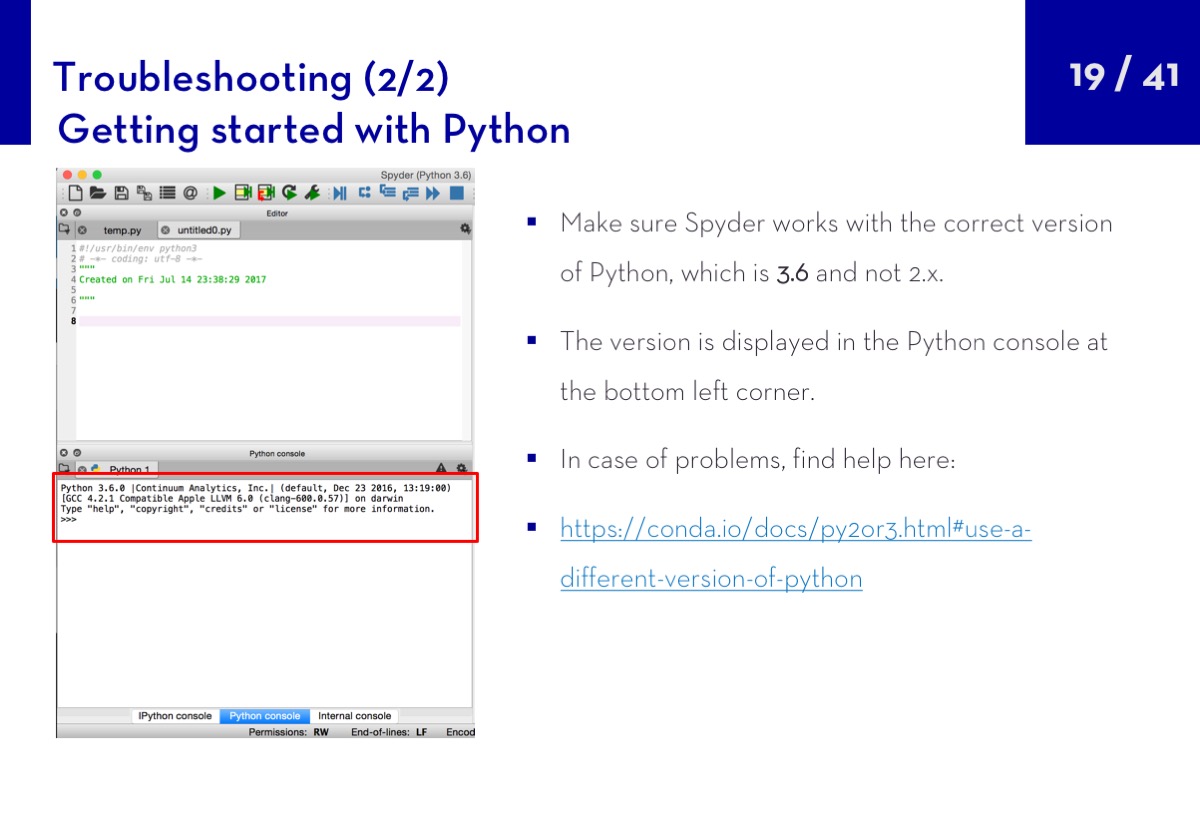 Troubleshooting (2/2)
Getting started with Python
19 / 41
Spyder (Python 3.6)
Editor
temp.py
untitled0.py
1 #!/usr/bin/env python3
2 # -*- coding: utf-8 -*-
3 """
4 Created on Fri Jul 14 23:38:29 2017
5
6 """
7
8
Python console
Python 1
Python 3.6.0 |Continuum Analytics, Inc.| (default, Dec 23 2016, 13:19:00)
[GCC 4.2.1 Compatible Apple LLVM 6.0 (clang-600.0.57)] on darwin
Type "help", "copyright", "credits" or "license" for more information.
>>>
IPython console
Python console
Internal console
Permissions: RW
End-of-lines: LF
Encod
▪ Make sure Spyder works with the correct version
of Python, which is 3.6 and not 2.x.
▪ The version is displayed in the Python console at
the bottom left corner.
▪ In case of problems, find help here:
▪ https://conda.io/docs/py2or3.html#use-a-
different-version-of-python